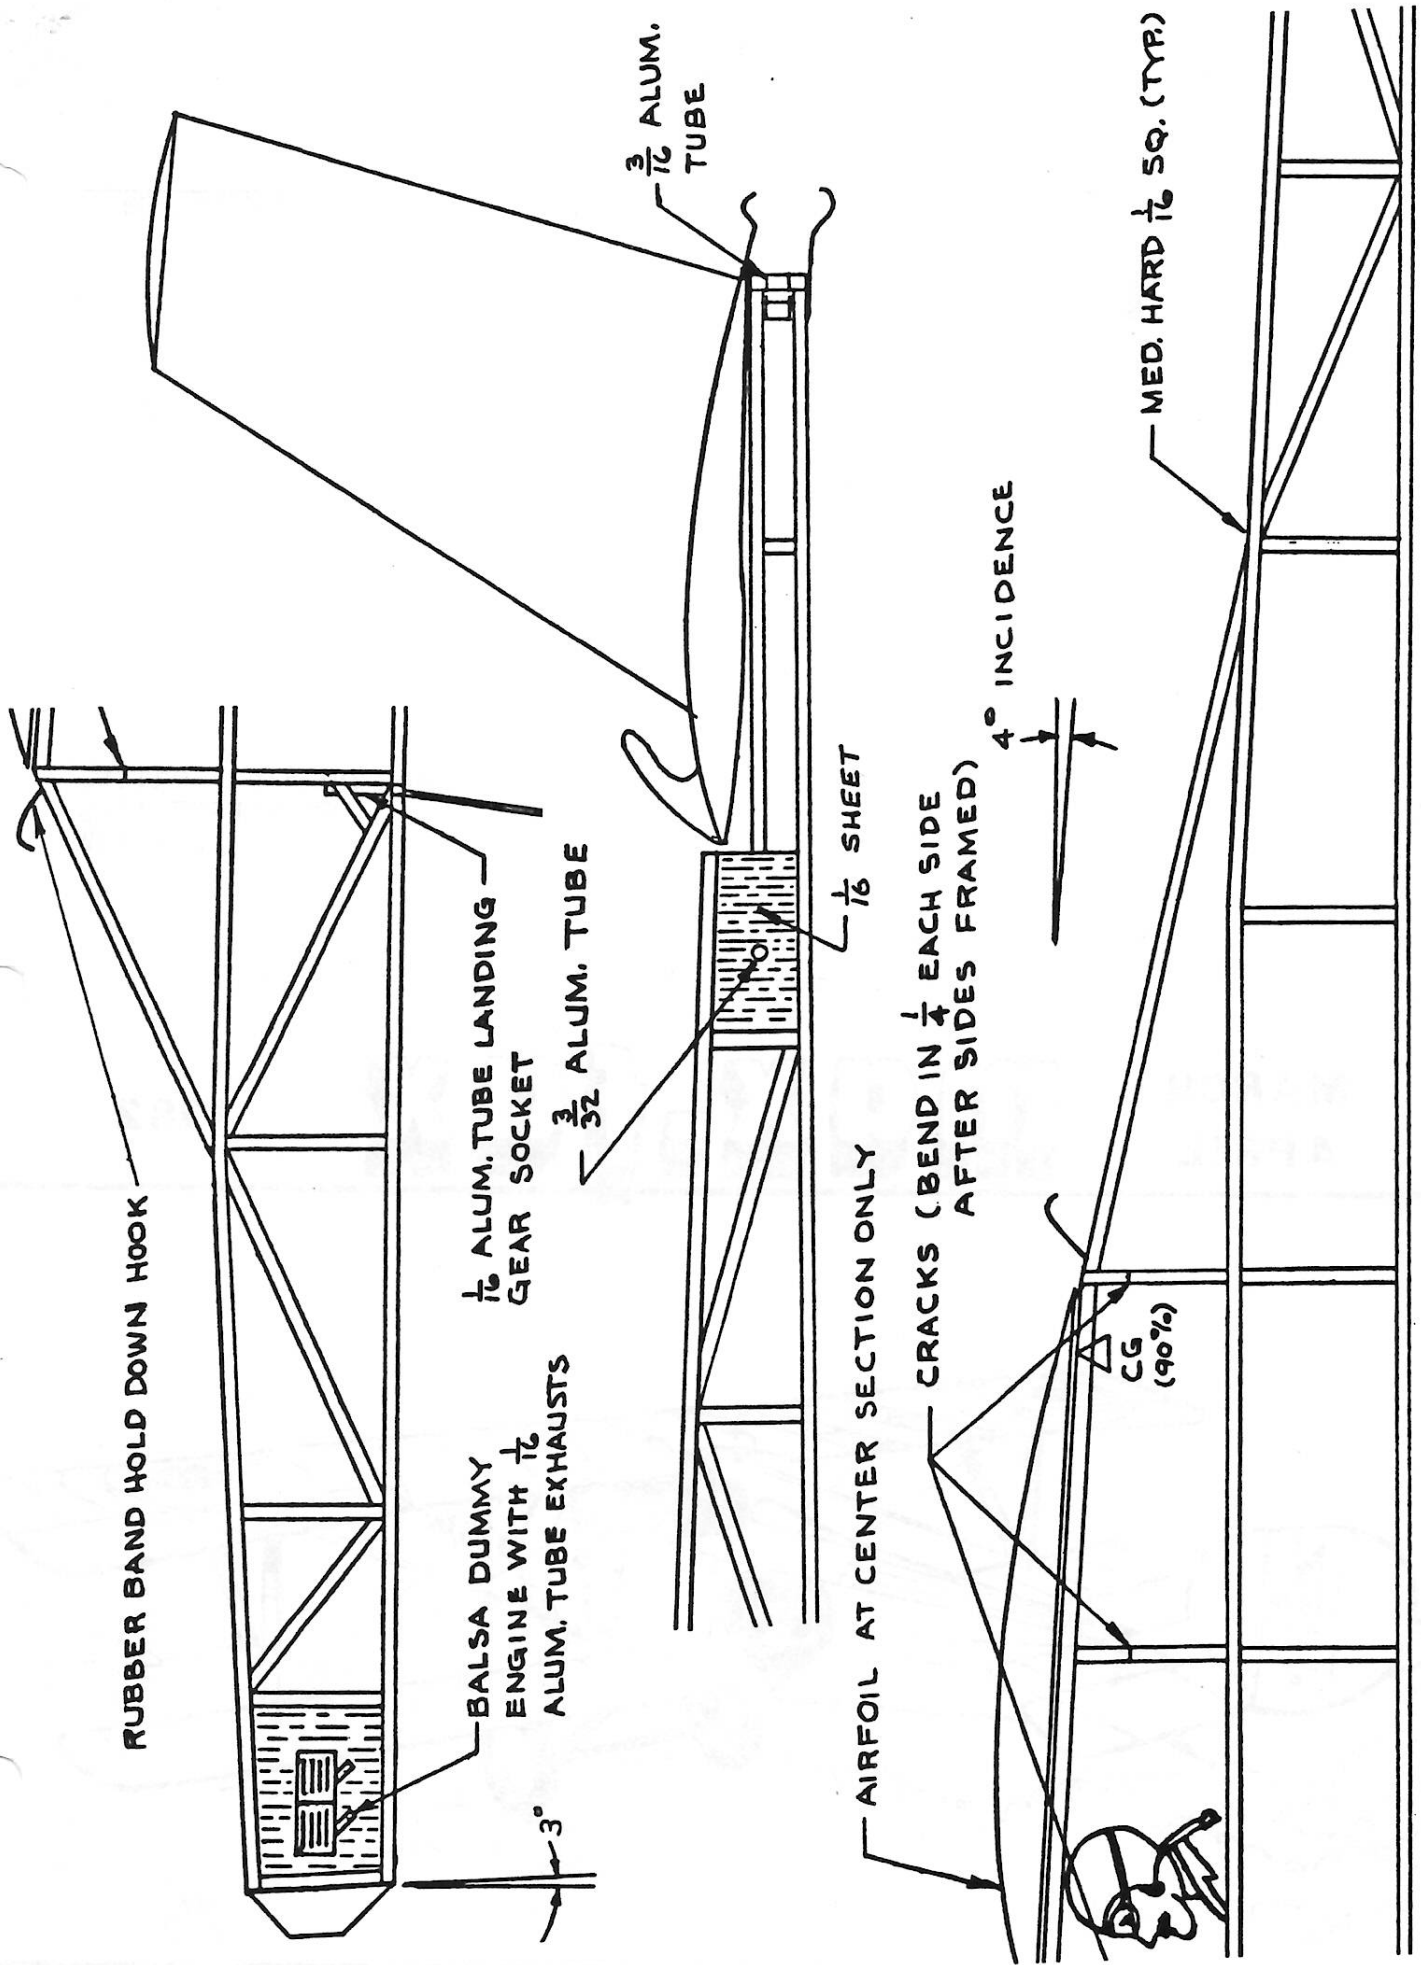 RUBBER BAND HOLD DOWN HOOK
BALSA DUMMY
ENGINE WITH 1/16
ALUM. TUBE EXHAUSTS
3°
1/16 ALUM. TUBE LANDING
GEAR SOCKET
3/32 ALUM. TUBE
3/16 ALUM.
TUBE
1/16 SHEET
AIRFOIL AT CENTER SECTION ONLY
CRACKS (BEND IN 1/4 EACH SIDE
AFTER SIDES FRAMED)
4° INCIDENCE
CG
(90%)
MED. HARD 1/16 SQ. (TYP.)